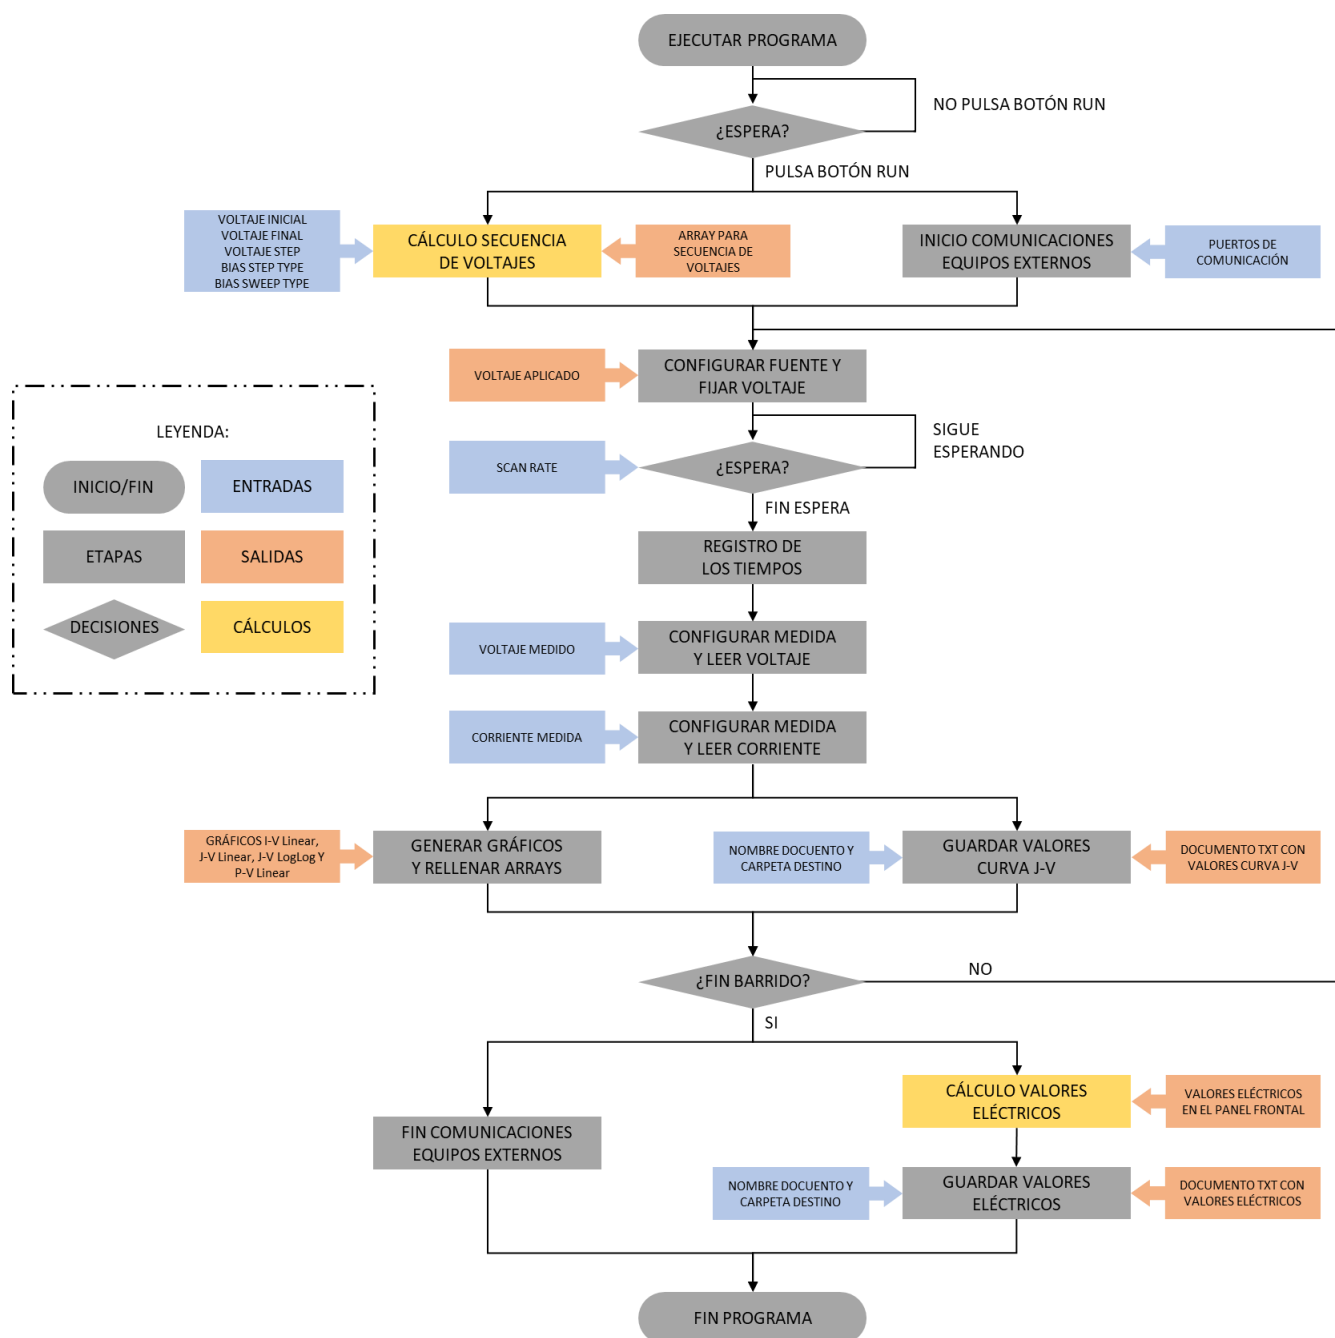 EJECUTAR PROGRAMA
NO PULSA BOTÓN RUN
¿ESPERA?
PULSA BOTÓN RUN
VOLTAJE INICIAL
VOLTAJE FINAL
VOLTAJE STEP
BIAS STEP TYPE
BIAS SWEEP TYPE
CÁLCULO SECUENCIA
DE VOLTAJES
ARRAY PARA
SECUENCIA DE
VOLTAJES
INICIO COMUNICACIONES
EQUIPOS EXTERNOS
PUERTOS DE
COMUNICACIÓN
VOLTAJE APLICADO
CONFIGURAR FUENTE Y
FIJAR VOLTAJE
SIGUE
ESPERANDO
SCAN RATE
¿ESPERA?
FIN ESPERA
LEYENDA:
INICIO/FIN
ENTRADAS
ETAPAS
SALIDAS
DECISIONES
CÁLCULOS
REGISTRO DE
LOS TIEMPOS
VOLTAJE MEDIDO
CONFIGURAR MEDIDA
Y LEER VOLTAJE
CORRIENTE MEDIDA
CONFIGURAR MEDIDA
Y LEER CORRIENTE
GRÁFICOS I-V Linear,
J-V Linear, J-V LogLog Y
P-V Linear
GENERAR GRÁFICOS
Y RELLENAR ARRAYS
NOMBRE DOCUENTO Y
CARPETA DESTINO
GUARDAR VALORES
CURVA J-V
DOCUMENTO TXT CON
VALORES CURVA J-V
¿FIN BARRIDO?
NO
SI
CÁLCULO VALORES
ELÉCTRICOS
VALORES ELÉCTRICOS
EN EL PANEL FRONTAL
FIN COMUNICACIONES
EQUIPOS EXTERNOS
NOMBRE DOCUENTO Y
CARPETA DESTINO
GUARDAR VALORES
ELÉCTRICOS
DOCUMENTO TXT CON
VALORES ELÉCTRICOS
FIN PROGRAMA